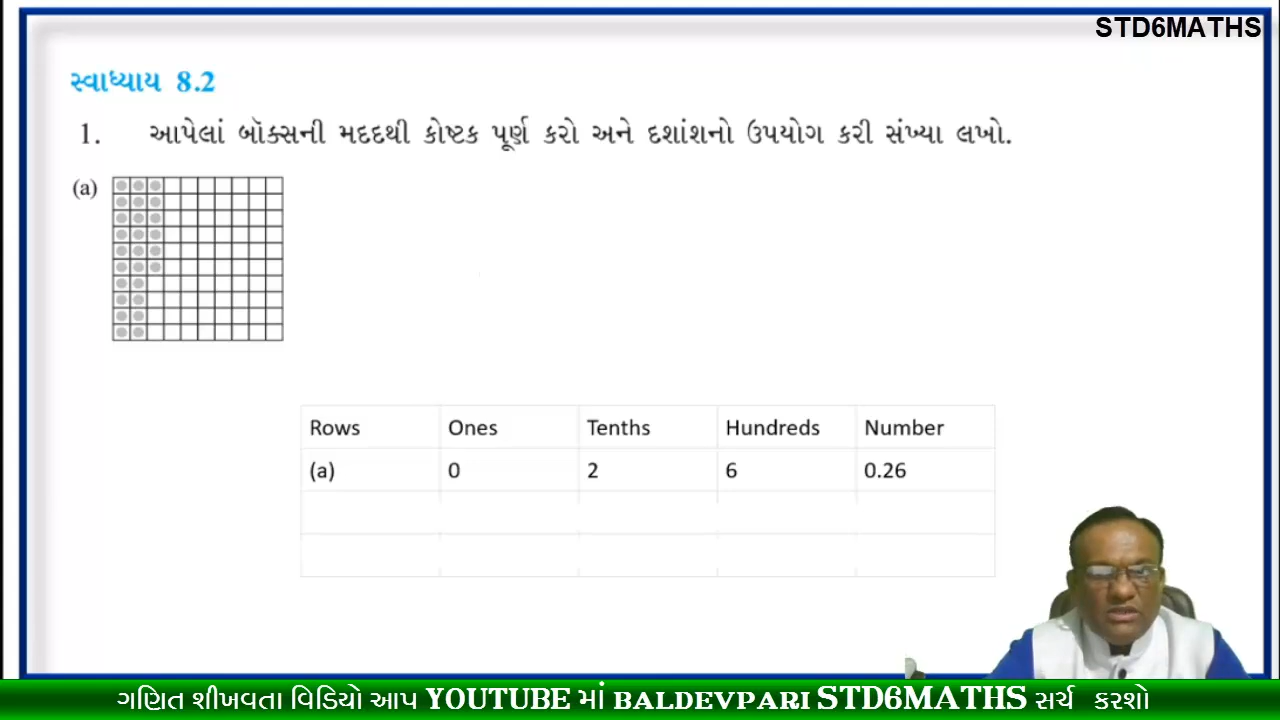 STD6MATHS
સ્વાધ્યાય 8.2
1. આપેલાં બૉક્સની મદદથી કોષ્ટક પૂર્ણ કરો અને દશાંશનો ઉપયોગ કરી સંખ્યા લખો.
(a)
Rows Ones Tenths Hundreds Number
(a) 0 2 6 0.26
ગણિત શીખવતા વિડિયો આપ YOUTUBE માં BALDEVPARI STD6MATHS સર્ચ કરશો